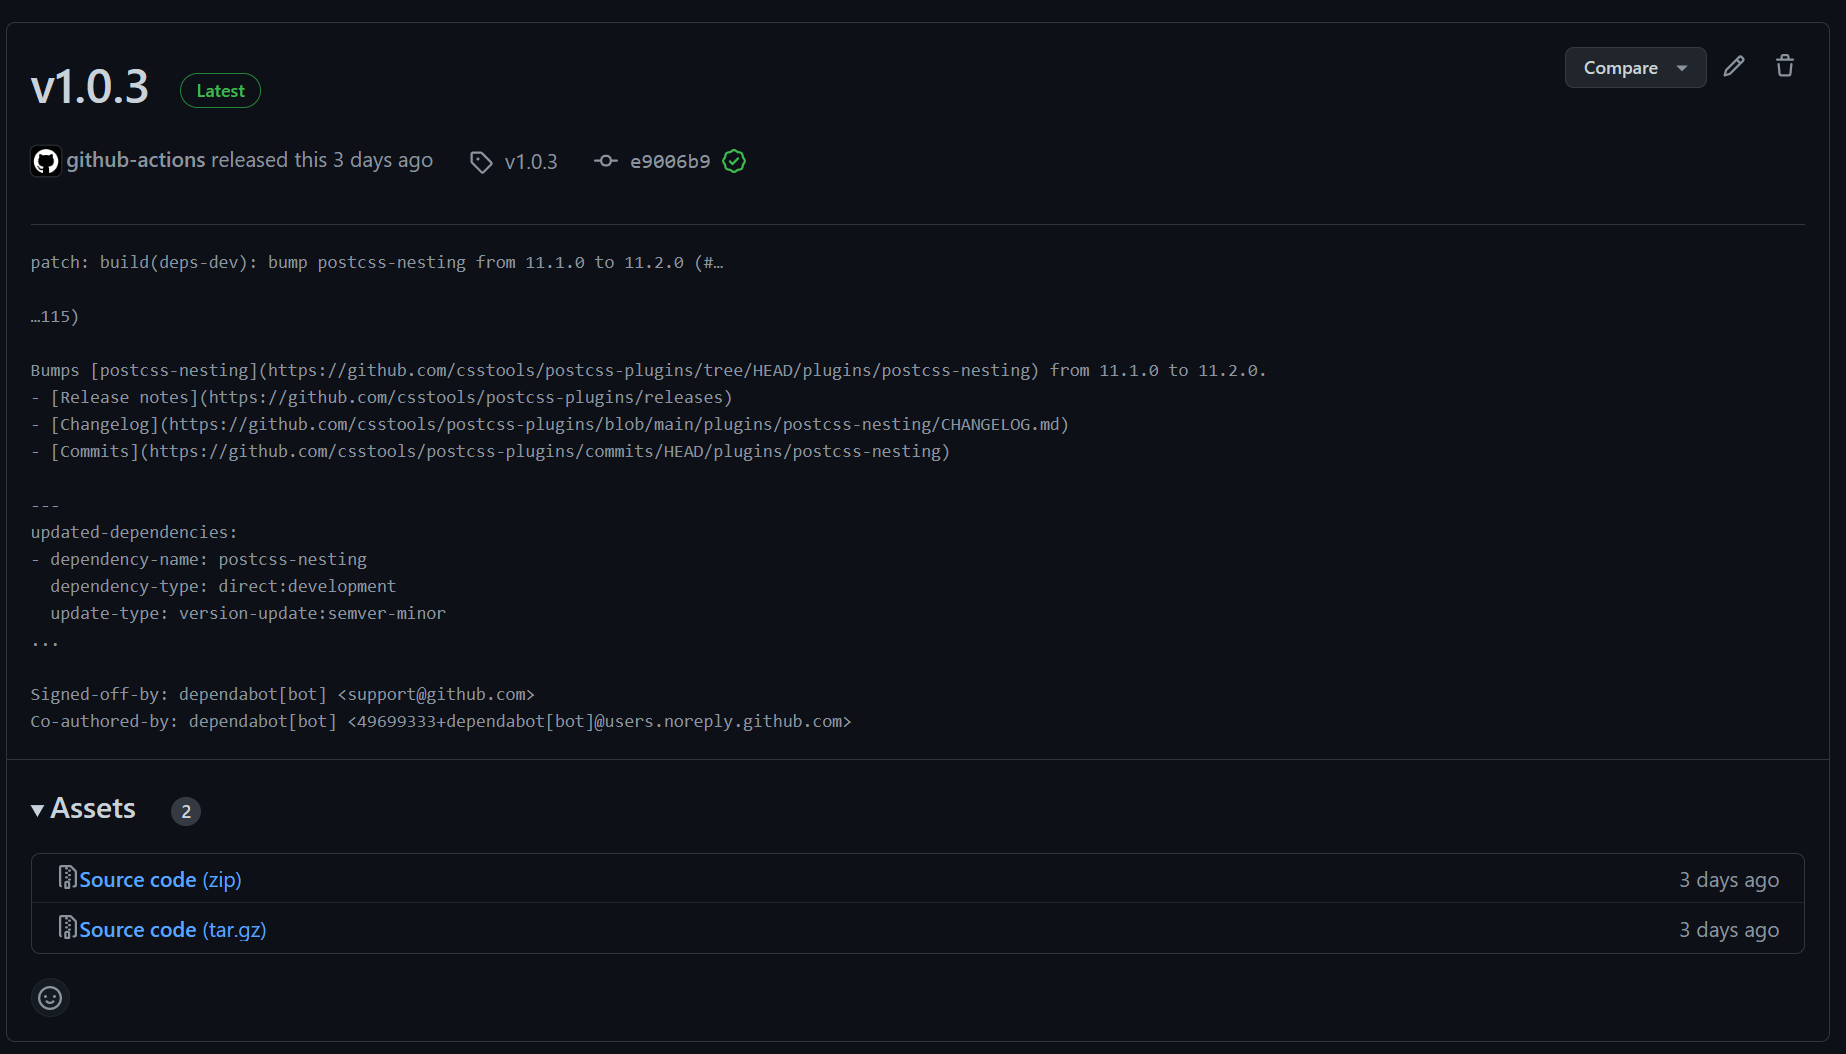 v1.0.3 Latest
Compare
github-actions released this 3 days ago v1.0.3 e9006b9
patch: build(deps-dev): bump postcss-nesting from 11.1.0 to 11.2.0 (#…
…115)
Bumps [postcss-nesting](https://github.com/csstools/postcss-plugins/tree/HEAD/plugins/postcss-nesting) from 11.1.0 to 11.2.0.
- [Release notes](https://github.com/csstools/postcss-plugins/releases)
- [Changelog](https://github.com/csstools/postcss-plugins/blob/main/plugins/postcss-nesting/CHANGELOG.md)
- [Commits](https://github.com/csstools/postcss-plugins/commits/HEAD/plugins/postcss-nesting)
---
updated-dependencies:
- dependency-name: postcss-nesting
  dependency-type: direct:development
  update-type: version-update:semver-minor
...
Signed-off-by: dependabot[bot] <support@github.com>
Co-authored-by: dependabot[bot] <49699333+dependabot[bot]@users.noreply.github.com>
Assets 2
Source code (zip) 3 days ago
Source code (tar.gz) 3 days ago